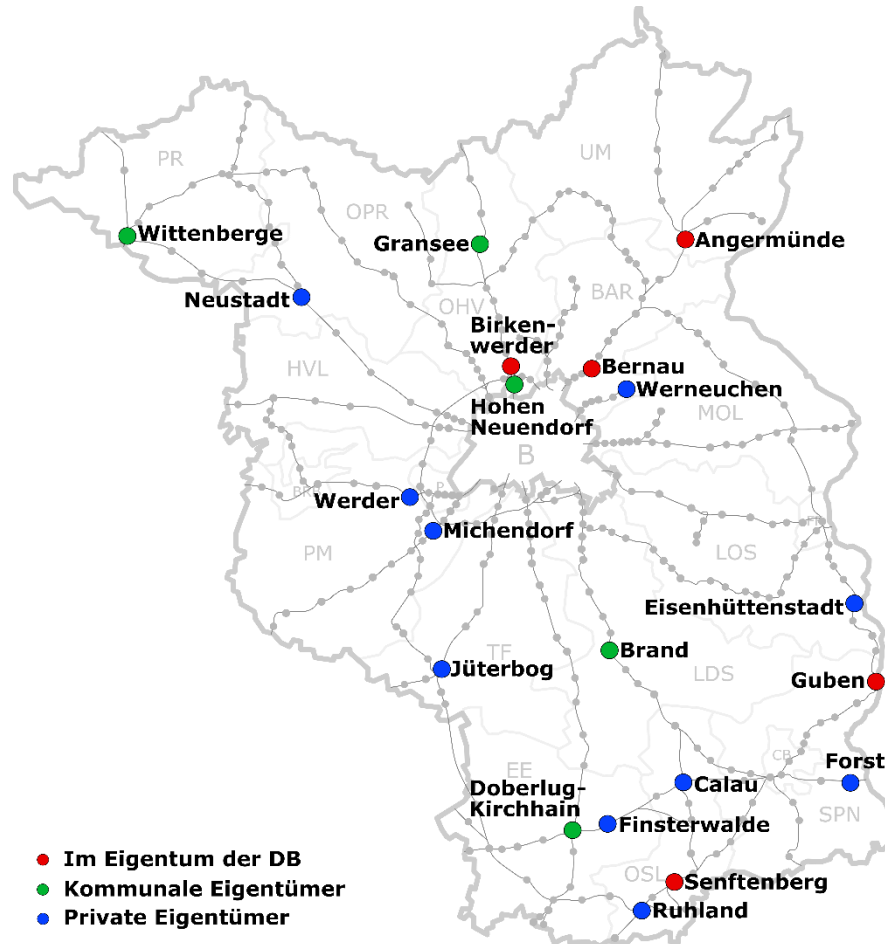 PR
UM
OPR
Wittenberge
Gransee
Angermünde
BAR
Neustadt
OHV
Birken-
werder
HVL
Bernau
Werneuchen
Hohen
Neuendorf
MOL
B
P
Werder
Michendorf
PM
LOS
Eisenhüttenstadt
TF
Brand
LDS
Jüterbog
Guben
CB
Forst
EE
Doberlug-
Kirchhain
Calau
SPN
Finsterwalde
OSL
Senftenberg
Ruhland
Im Eigentum der DB
Kommunale Eigentümer
Private Eigentümer